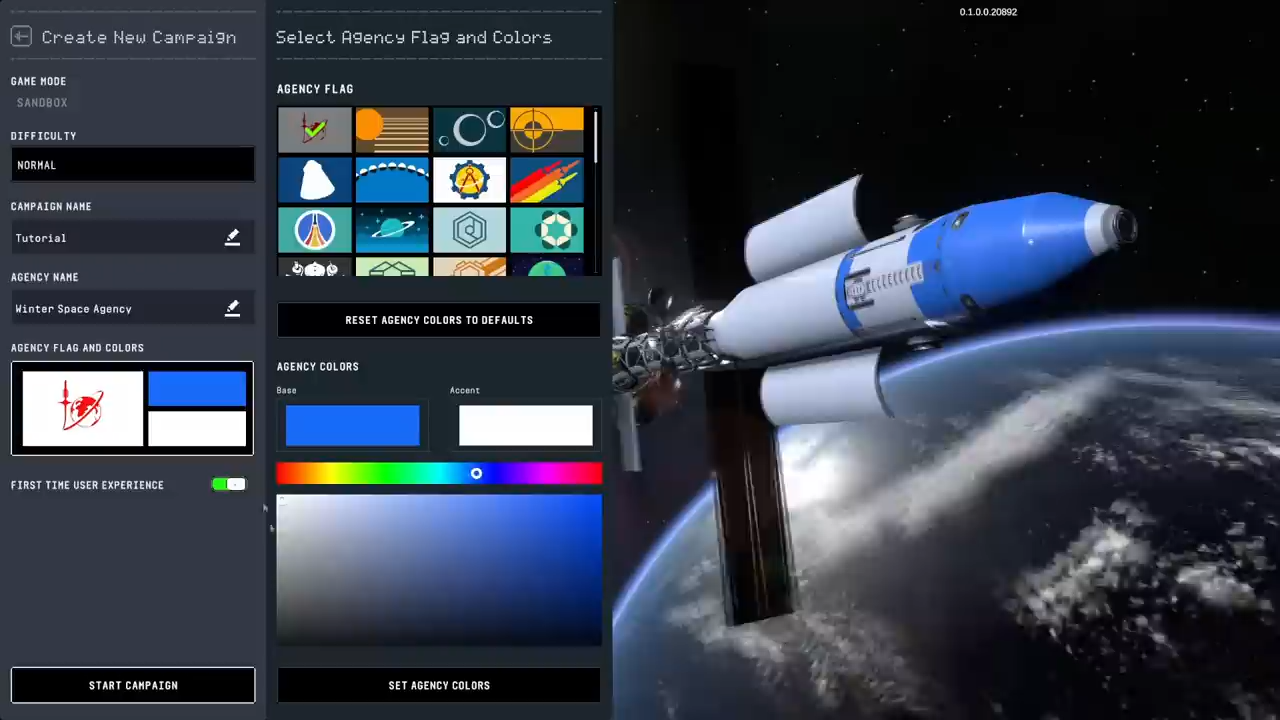 0.1.0.0.20892
Create New Campaign
GAME MODE
SANDBOX
DIFFICULTY
NORMAL
CAMPAIGN NAME
Tutorial
AGENCY NAME
Winter Space Agency
AGENCY FLAG AND COLORS
FIRST TIME USER EXPERIENCE
START CAMPAIGN
Select Agency Flag and Colors
AGENCY FLAG
RESET AGENCY COLORS TO DEFAULTS
AGENCY COLORS
Base
Accent
SET AGENCY COLORS